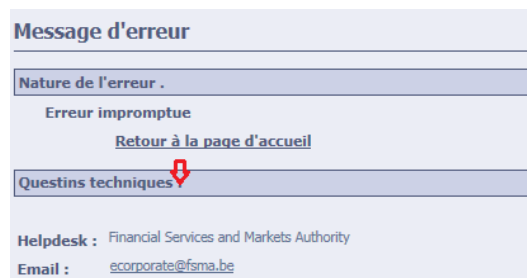 Message d'erreur
Nature de l'erreur .
Erreur impromptue
Retour à la page d'accueil
Questins techniques :
Helpdesk : Financial Services and Markets Authority
Email : ecorporate@fsma.be